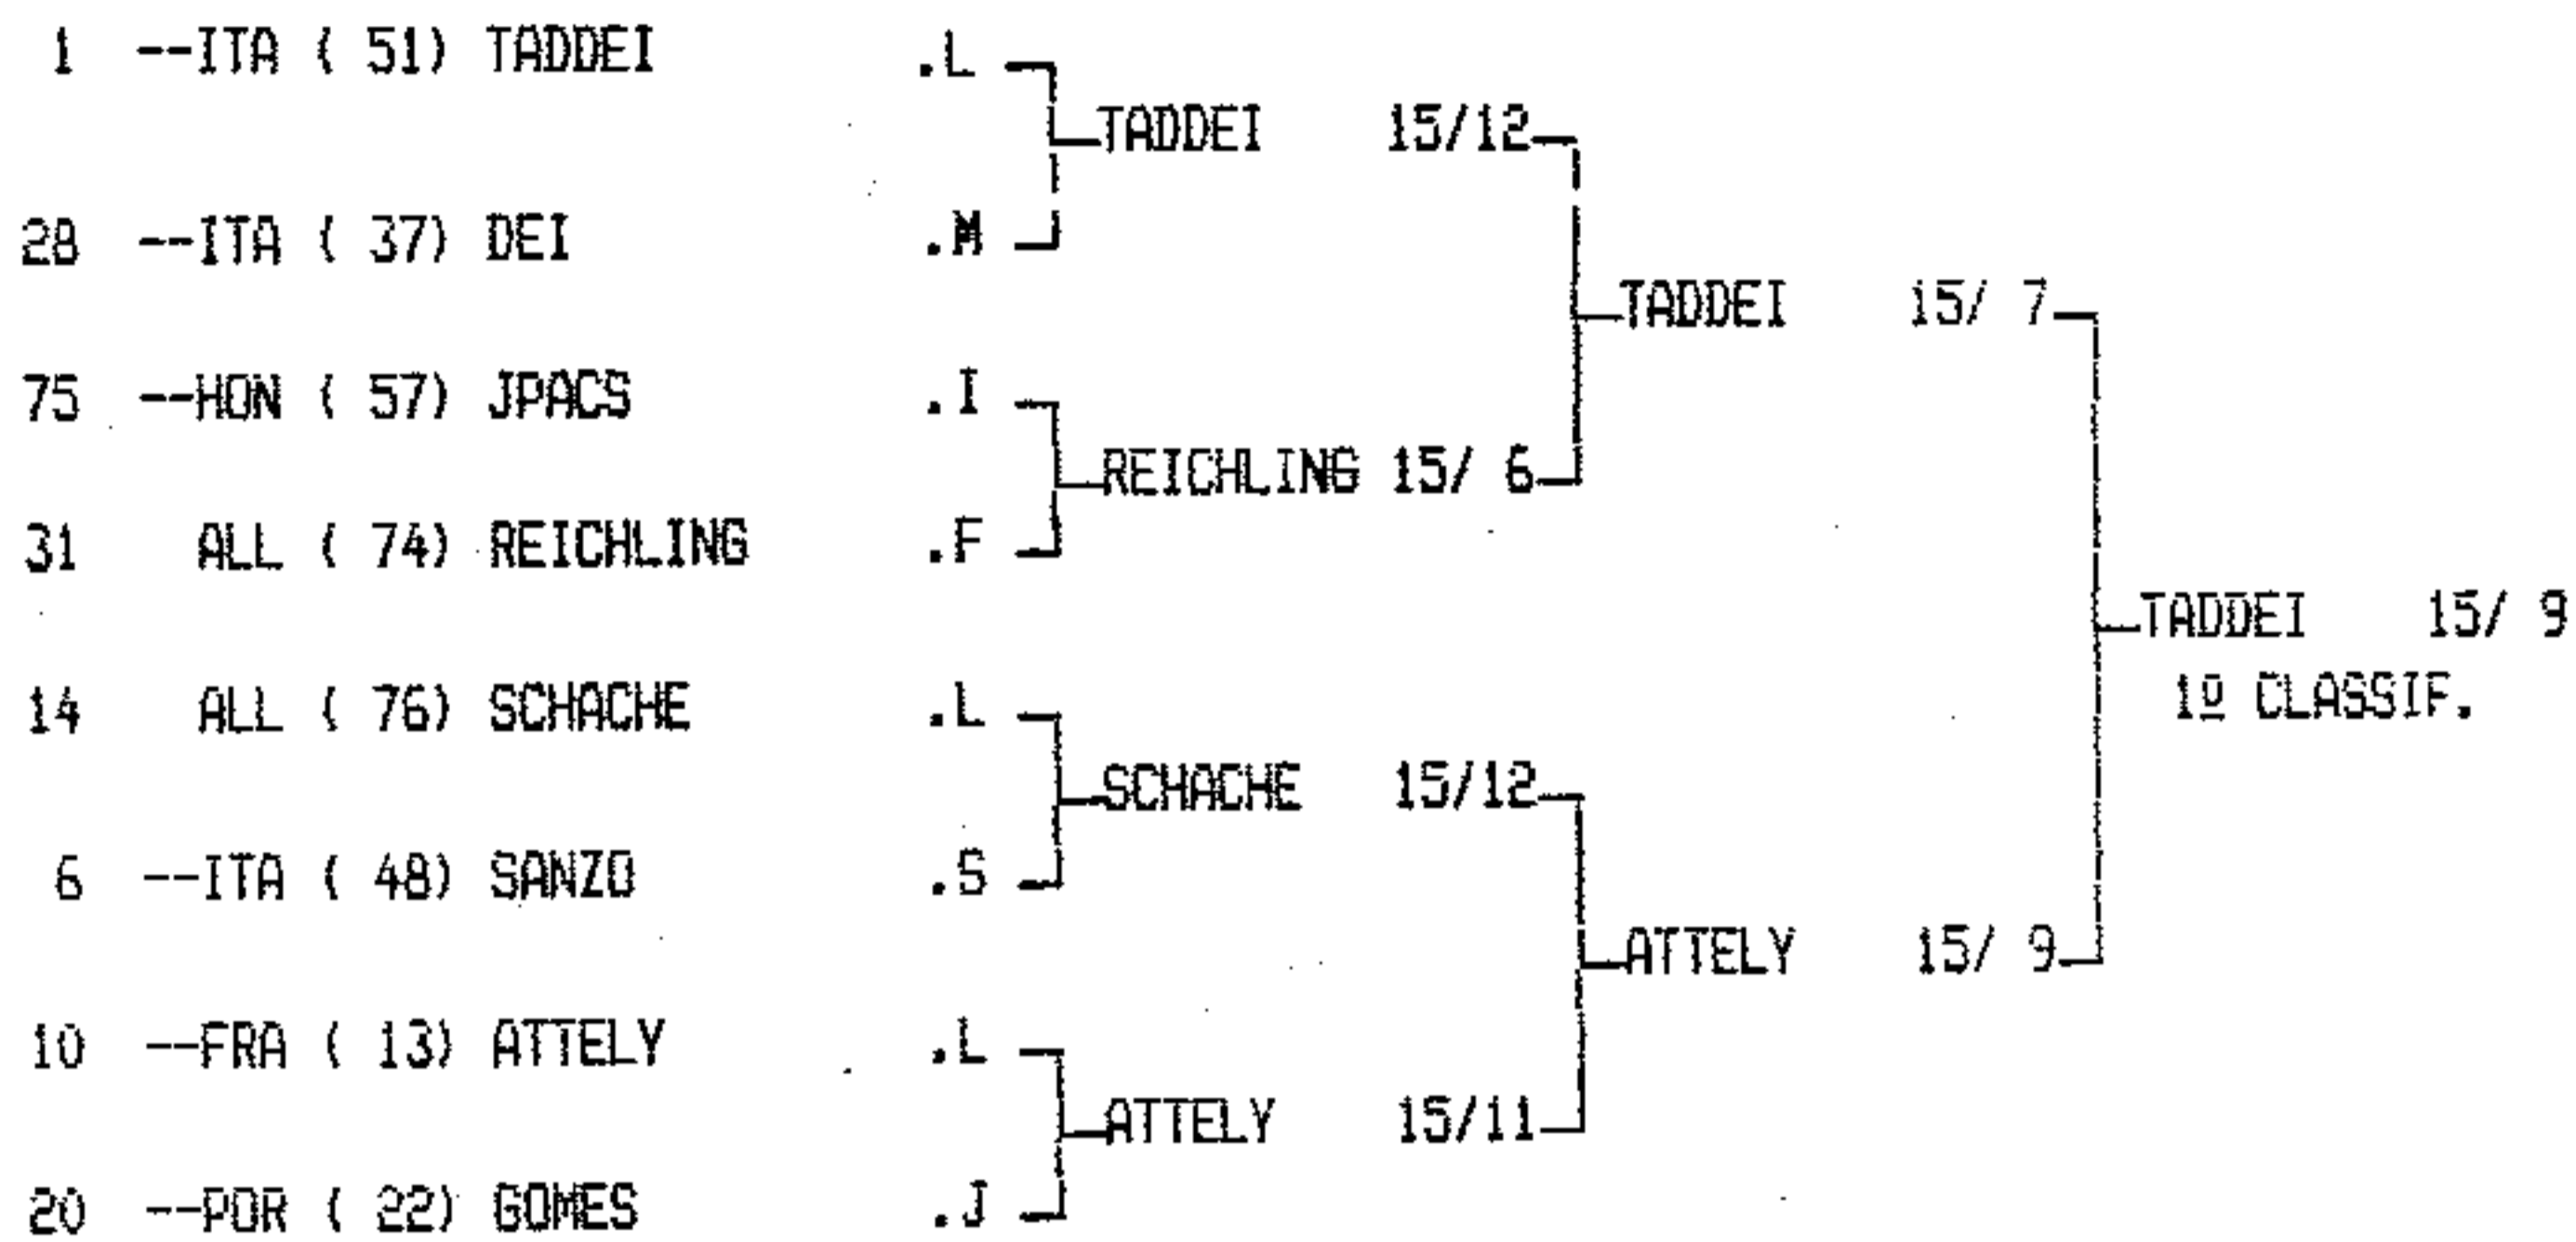 1 --ITA ( 51) TADDEI .L
TADDEI 15/12
28 --ITA ( 37) DEI .M
TADDEI 15/ 7
75 --HON ( 57) JPACS .I
REICHLING 15/ 6
31 ALL ( 74) REICHLING .F
TADDEI 15/ 9
1º CLASSIF.
14 ALL ( 76) SCHACHE .L
SCHACHE 15/12
6 --ITA ( 48) SANZO .S
ATTELY 15/ 9
10 --FRA ( 13) ATTELY .L
ATTELY 15/11
20 --POR ( 22) GOMES .J